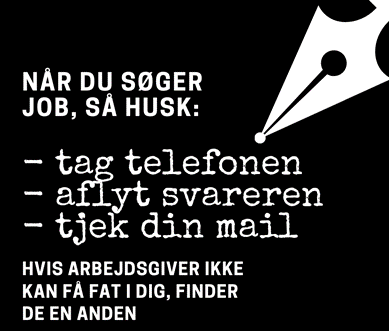 NÅR DU SØGER
JOB, SÅ HUSK:
- tag telefonen
- aflyt svareren
- tjek din mail
HVIS ARBEJDSGIVER IKKE
KAN FÅ FAT I DIG, FINDER
DE EN ANDEN